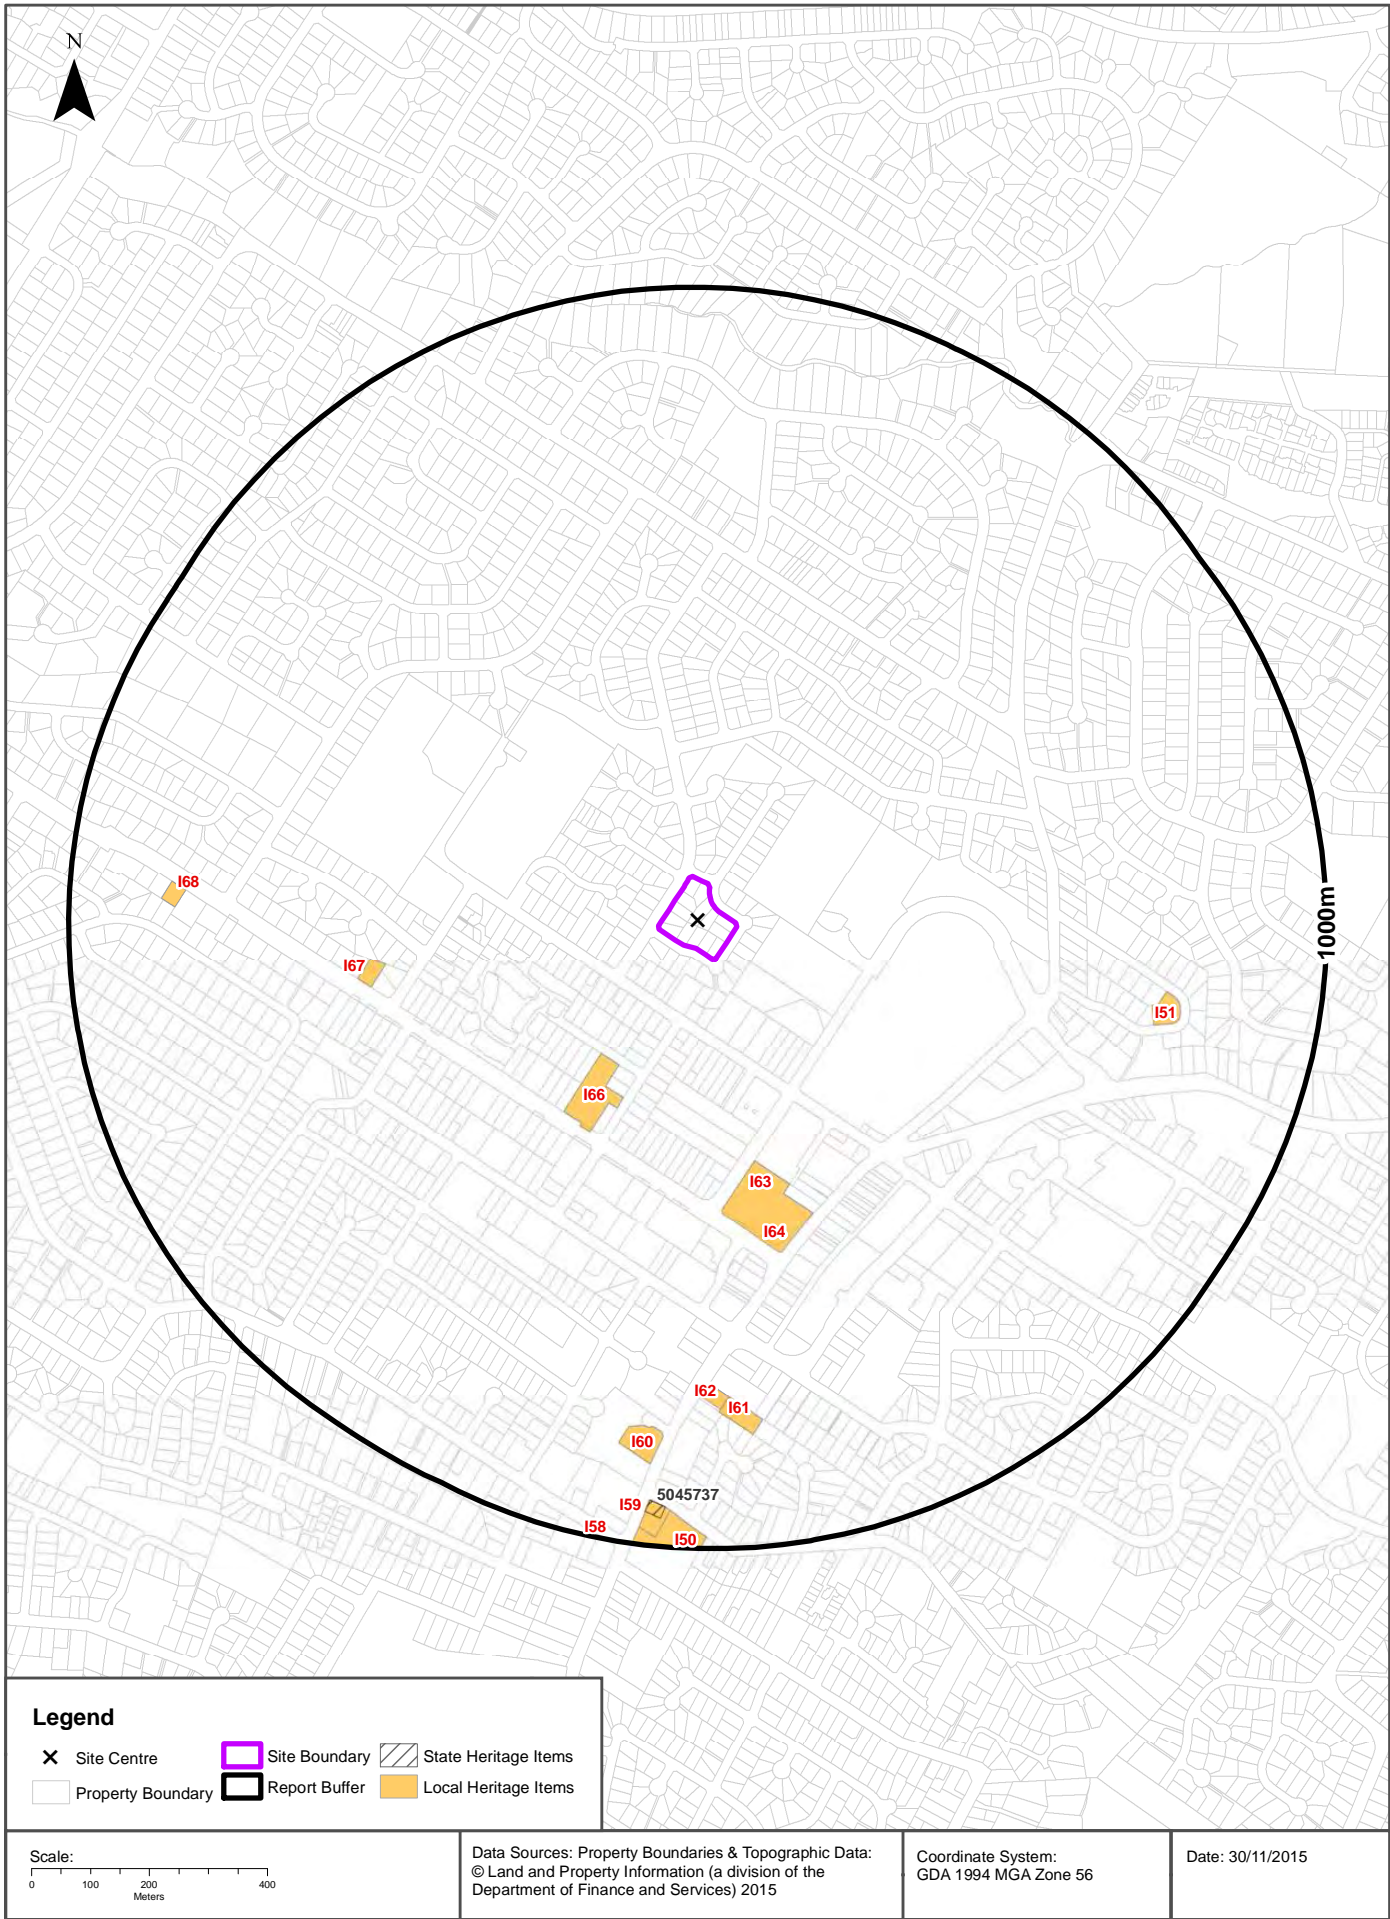 N
1000m
I68
I67
I51
I66
I63
I64
I62
I61
I60
5045737
I59
I58
I50
Legend
Site Centre
Site Boundary
State Heritage Items
Property Boundary
Report Buffer
Local Heritage Items
Scale:
0 100 200 400
Meters
Data Sources: Property Boundaries & Topographic Data:
© Land and Property Information (a division of the
Department of Finance and Services) 2015
Coordinate System:
GDA 1994 MGA Zone 56
Date: 30/11/2015